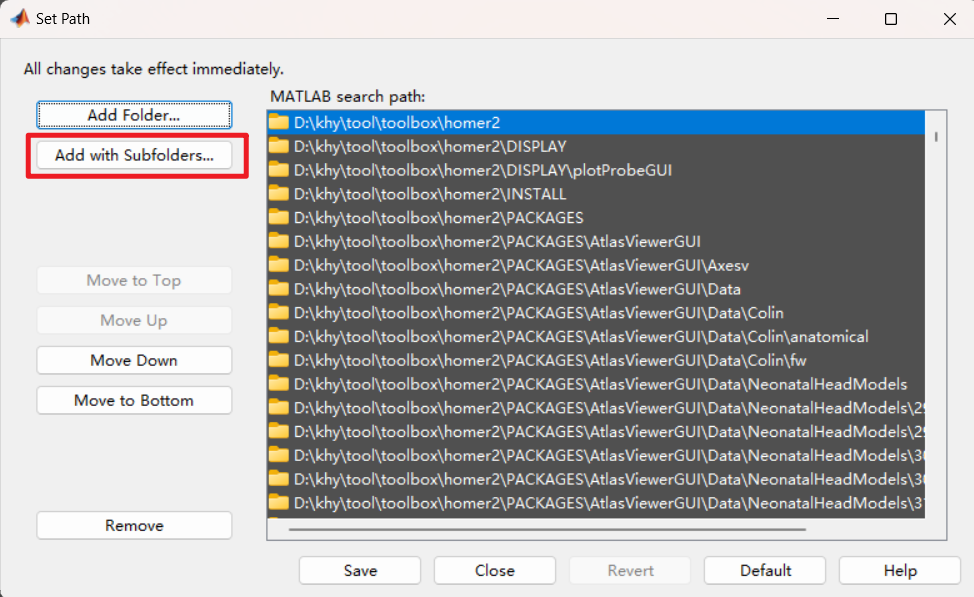 Set Path
All changes take effect immediately.
Add Folder...
Add with Subfolders...
Move to Top
Move Up
Move Down
Move to Bottom
Remove
MATLAB search path:
D:\khy\tool\toolbox\homer2
D:\khy\tool\toolbox\homer2\DISPLAY
D:\khy\tool\toolbox\homer2\DISPLAY\plotProbeGUI
D:\khy\tool\toolbox\homer2\INSTALL
D:\khy\tool\toolbox\homer2\PACKAGES
D:\khy\tool\toolbox\homer2\PACKAGES\AtlasViewerGUI
D:\khy\tool\toolbox\homer2\PACKAGES\AtlasViewerGUI\Axesv
D:\khy\tool\toolbox\homer2\PACKAGES\AtlasViewerGUI\Data
D:\khy\tool\toolbox\homer2\PACKAGES\AtlasViewerGUI\Data\Colin
D:\khy\tool\toolbox\homer2\PACKAGES\AtlasViewerGUI\Data\Colin\anatomical
D:\khy\tool\toolbox\homer2\PACKAGES\AtlasViewerGUI\Data\Colin\fw
D:\khy\tool\toolbox\homer2\PACKAGES\AtlasViewerGUI\Data\NeonatalHeadModels
D:\khy\tool\toolbox\homer2\PACKAGES\AtlasViewerGUI\Data\NeonatalHeadModels\29
D:\khy\tool\toolbox\homer2\PACKAGES\AtlasViewerGUI\Data\NeonatalHeadModels\29
D:\khy\tool\toolbox\homer2\PACKAGES\AtlasViewerGUI\Data\NeonatalHeadModels\30
D:\khy\tool\toolbox\homer2\PACKAGES\AtlasViewerGUI\Data\NeonatalHeadModels\30
D:\khy\tool\toolbox\homer2\PACKAGES\AtlasViewerGUI\Data\NeonatalHeadModels\3
Save
Close
Revert
Default
Help